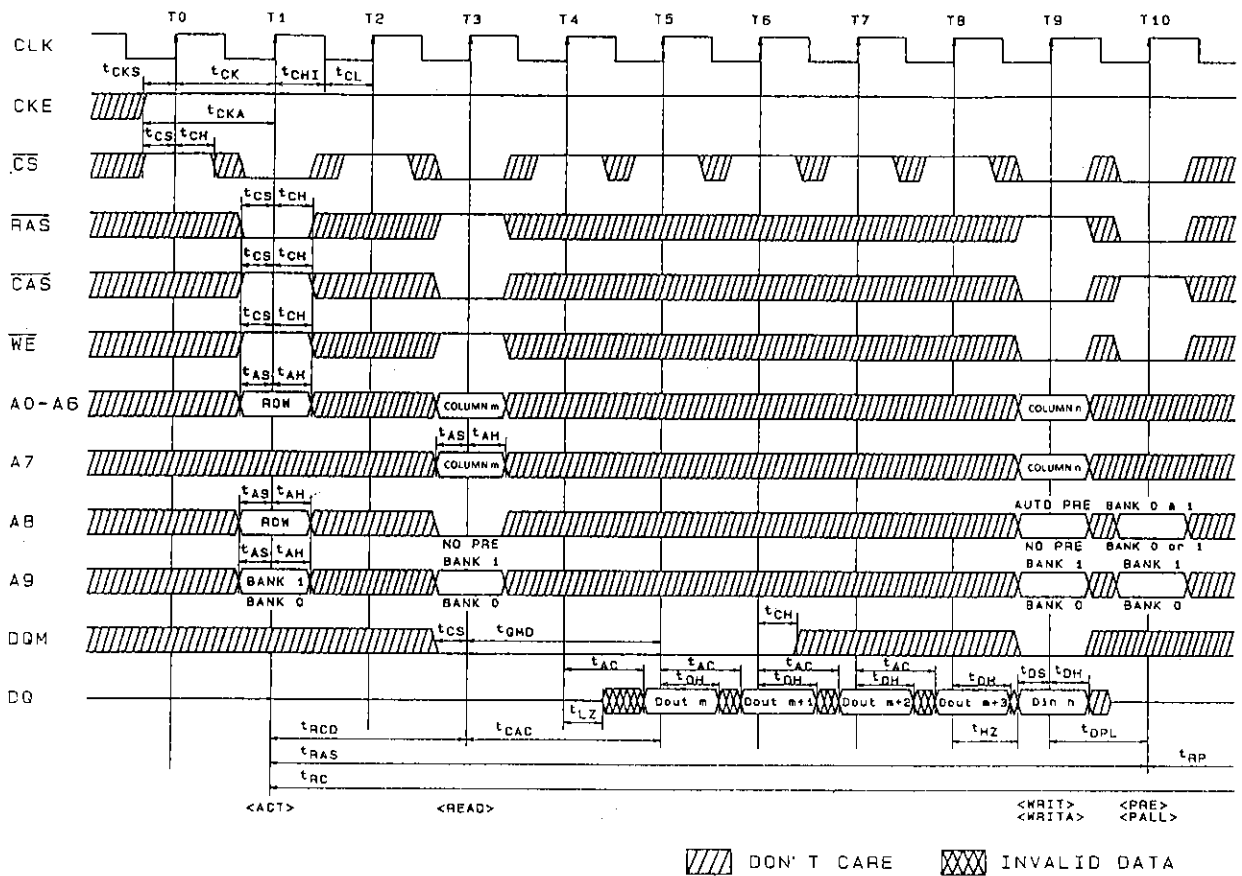 T0 T1 T2 T3 T4 T5 T6 T7 T8 T9 T10
CLK
tCKS tCK tCHI tCL
CKE
tCKA
tCS tCH
CS
tCS tCH
RAS
tCS tCH
CAS
tCS tCH
WE
tAS tAH
A0-A6 ROW COLUMN m COLUMN n
tAS tAH
A7 COLUMN m COLUMN n
tAS tAH AUTO PRE BANK 0 & 1
A8 ROW
NO PRE NO PRE BANK 0 or 1
tAS tAH BANK 1 BANK 1 BANK 1
A9 BANK 1
BANK 0 BANK 0 BANK 0 BANK 0
tCH
DQM tCS tQMD
tAC tAC tAC tAC
tOH tOH tOH tOH tDS tDH
DQ Dout m Dout m+1 Dout m+2 Dout m+3 Din n
tLZ
tRCD tCAC tHZ tDPL
tRAS tRP
tRC
<ACT> <READ> <WRIT> <PRE>
<WRITA> <PALL>
DON'T CARE INVALID DATA